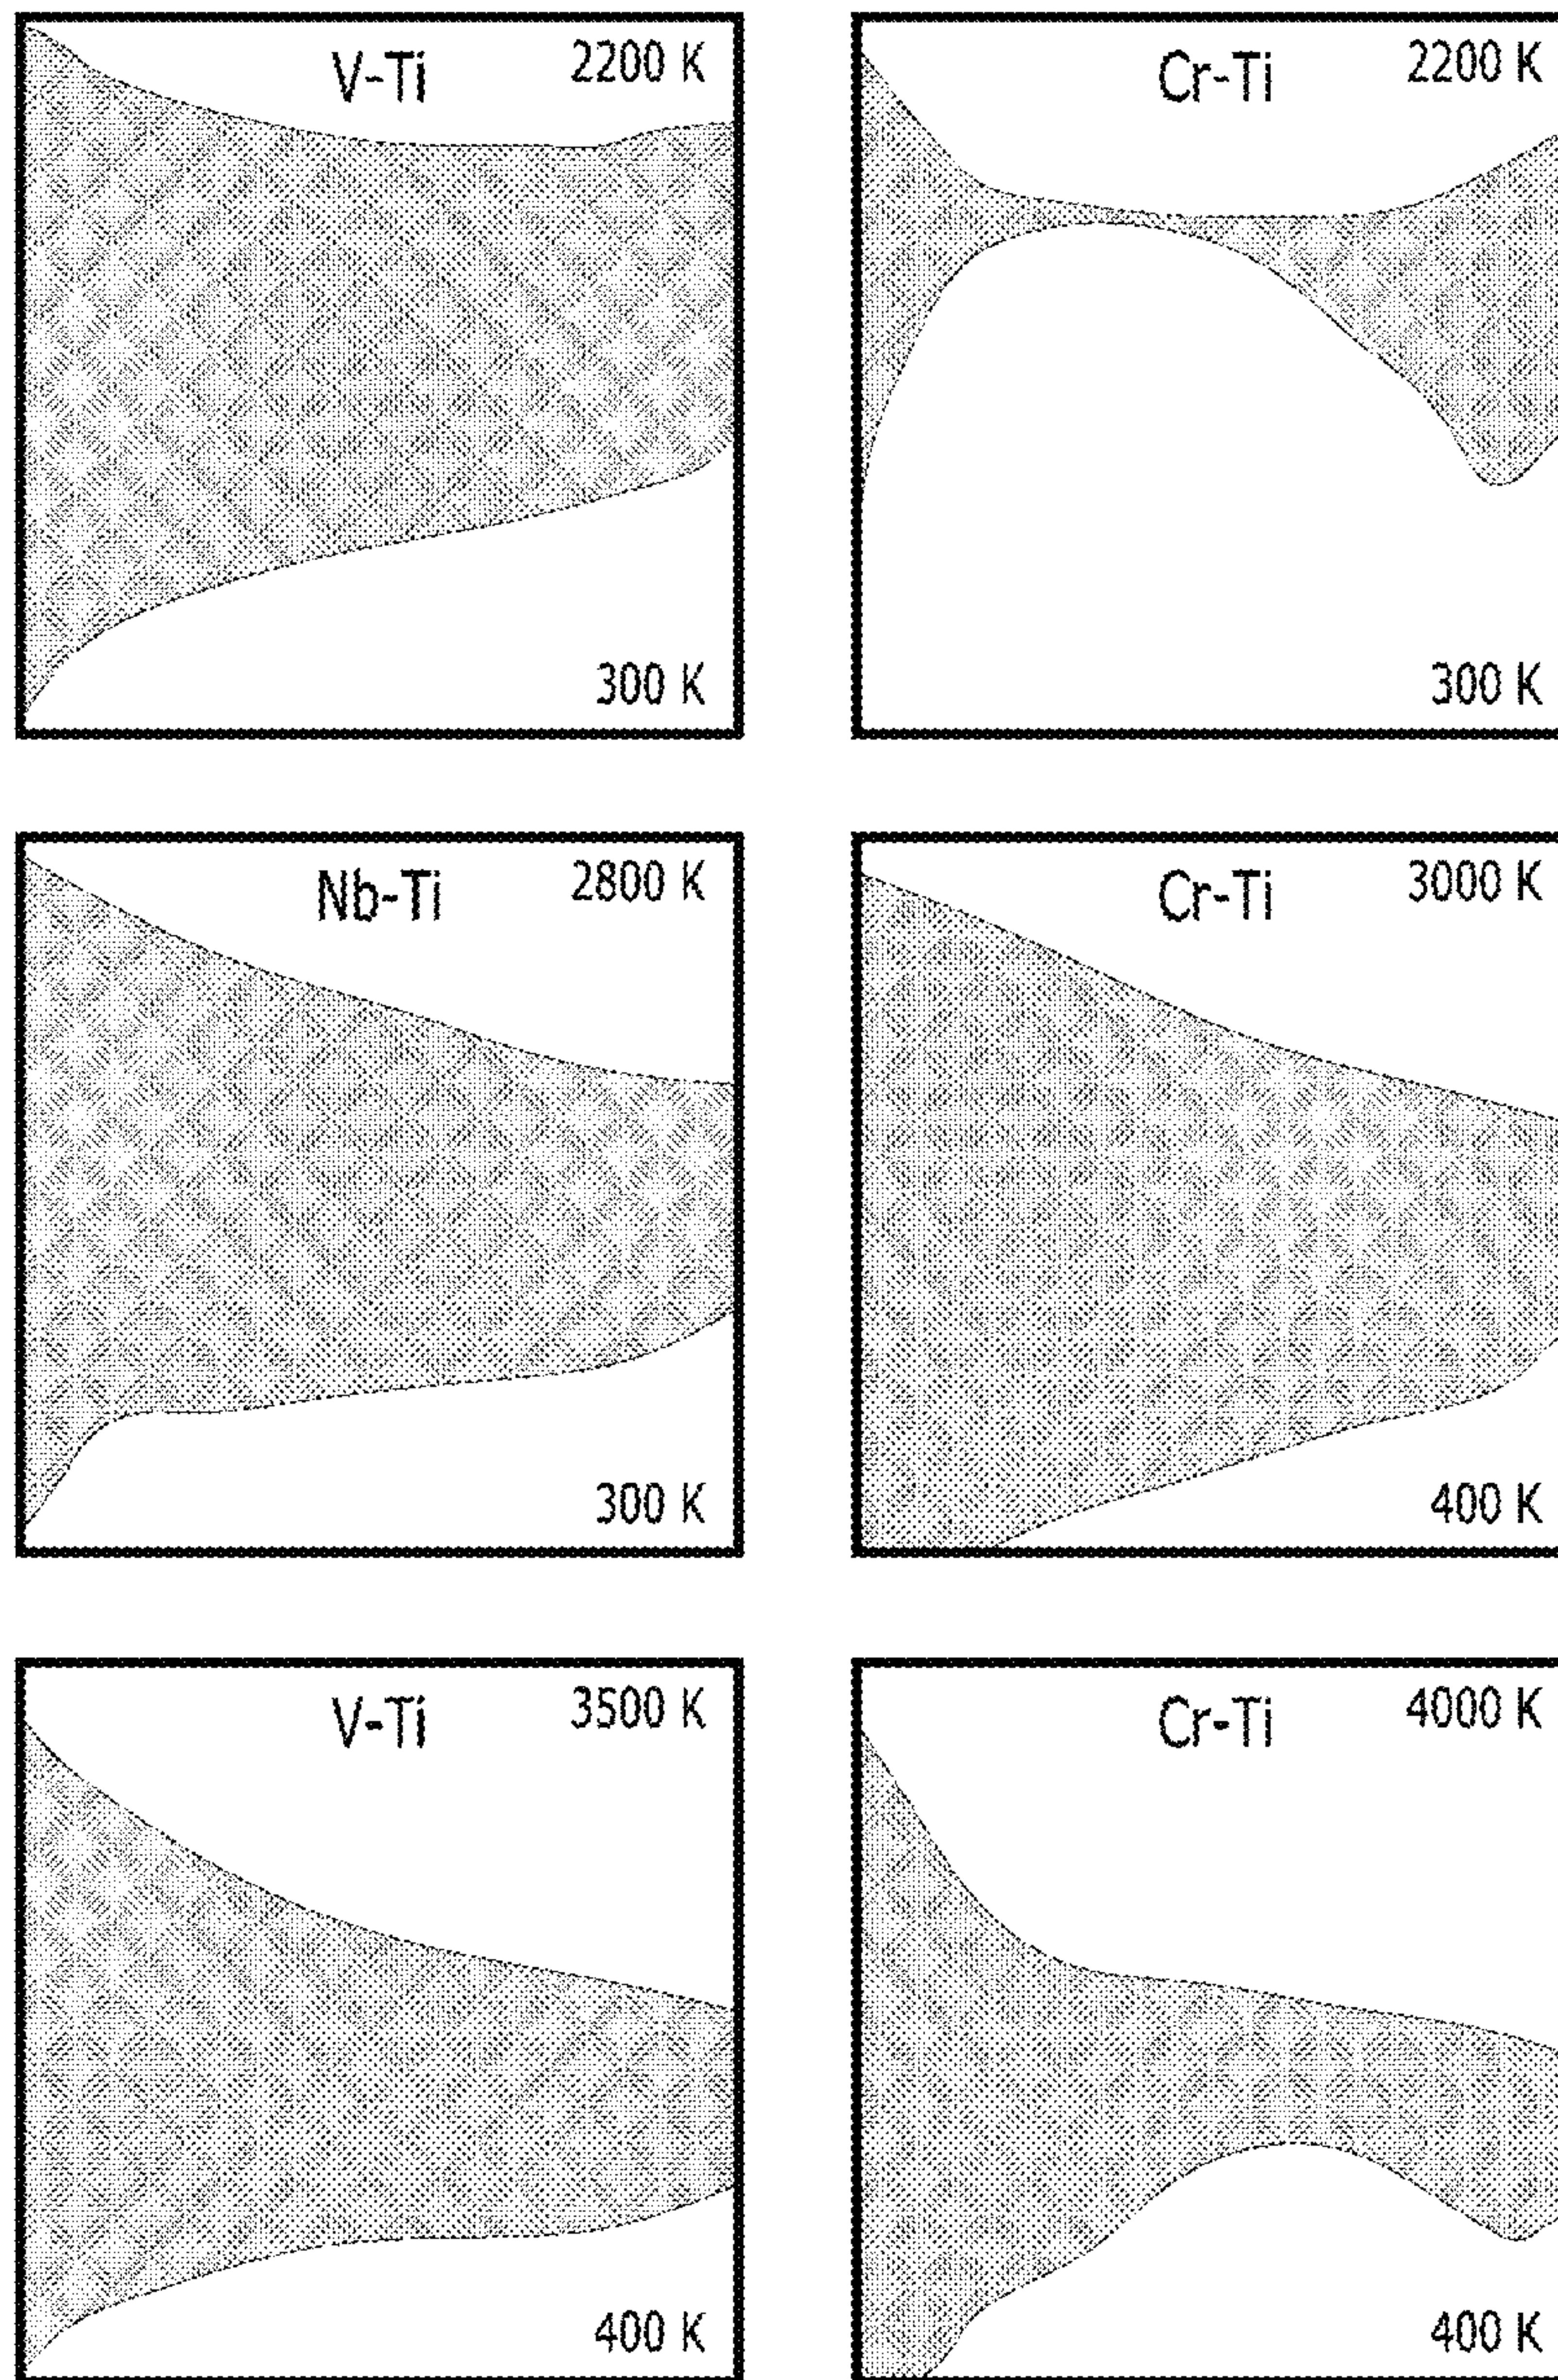 V-Ti 2200 K
300 K
Cr-Ti 2200 K
300 K
Nb-Ti 2800 K
300 K
Cr-Ti 3000 K
400 K
V-Ti 3500 K
400 K
Cr-Ti 4000 K
400 K